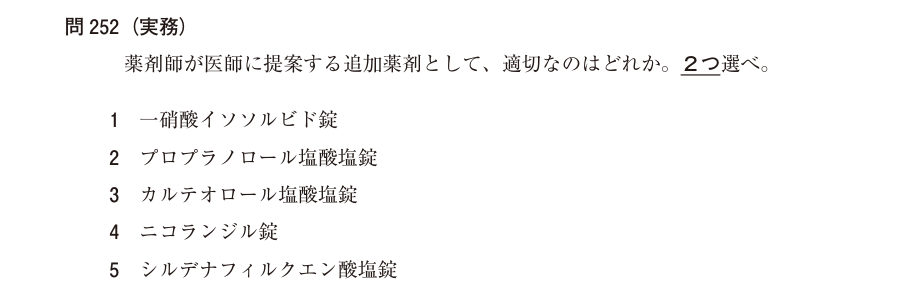 問 252（実務）
薬剤師が医師に提案する追加薬剤として、適切なのはどれか。２つ選べ。
1 一硝酸イソソルビド錠
2 プロプラノロール塩酸塩錠
3 カルテオロール塩酸塩錠
4 ニコランジル錠
5 シルデナフィルクエン酸塩錠